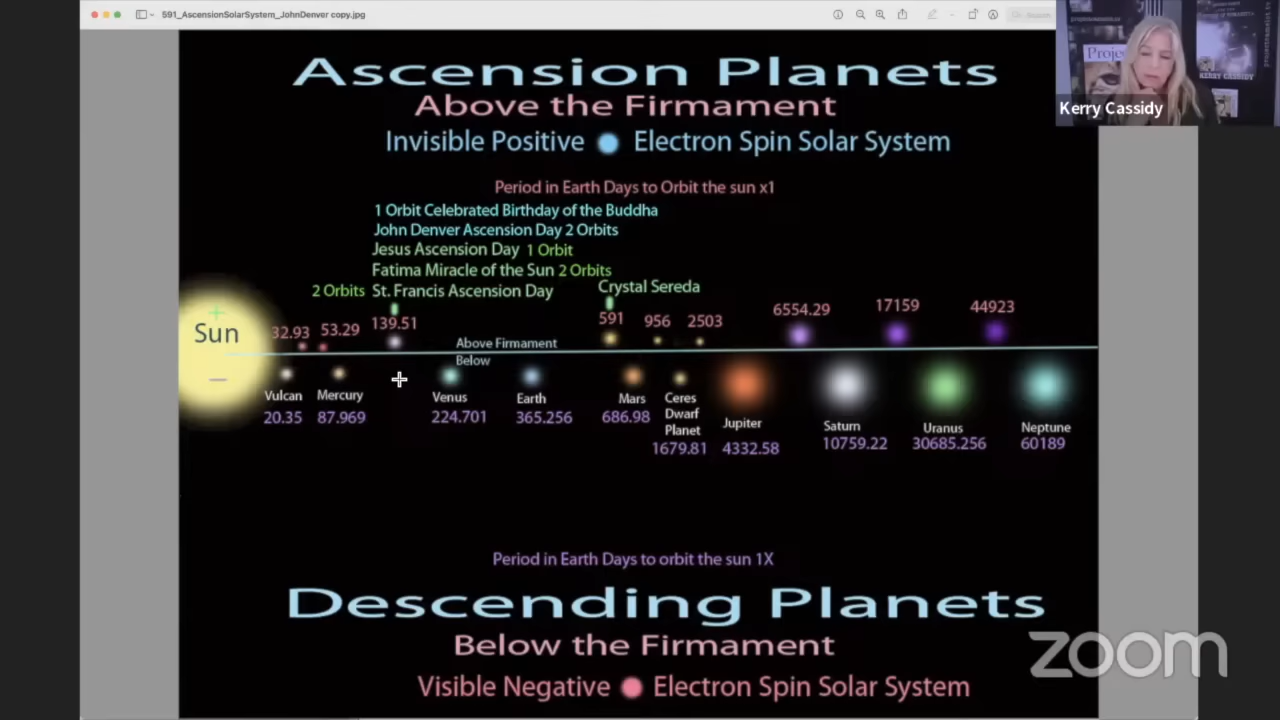 591_AscensionSolarSystem_JohnDenver copy.jpg
Search
Project
KERRY CASSIDY
Kerry Cassidy
Ascension Planets
Above the Firmament
Invisible Positive Electron Spin Solar System
Period in Earth Days to Orbit the sun x1
1 Orbit Celebrated Birthday of the Buddha
John Denver Ascension Day 2 Orbits
Jesus Ascension Day 1 Orbit
Fatima Miracle of the Sun 2 Orbits
2 Orbits St. Francis Ascension Day
Crystal Sereda
32.93 53.29 139.51 591 956 2503 6554.29 17159 44923
+
Sun
−
Above Firmament
Below
Vulcan Mercury Venus Earth Mars Ceres Dwarf Planet Jupiter Saturn Uranus Neptune
20.35 87.969 224.701 365.256 686.98 1679.81 4332.58 10759.22 30685.256 60189
Period in Earth Days to orbit the sun 1X
Descending Planets
Below the Firmament
Visible Negative Electron Spin Solar System
zoom